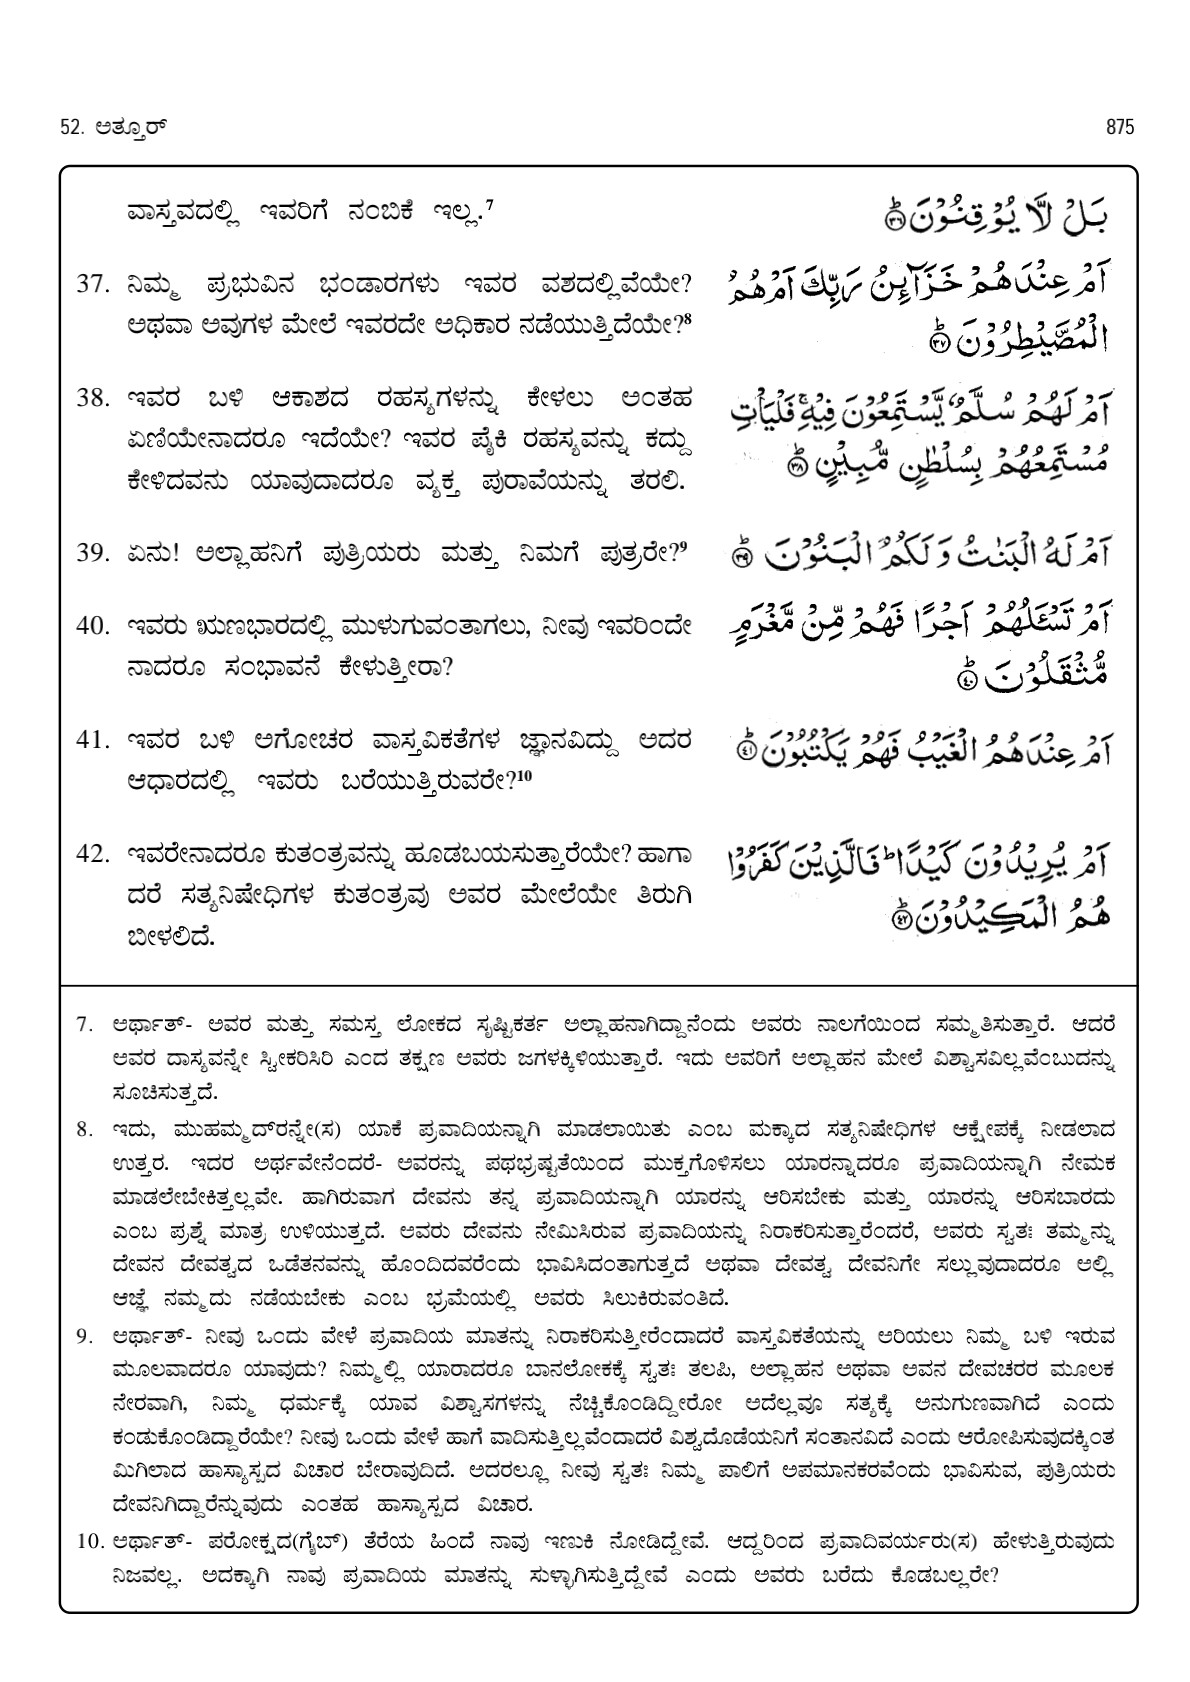 52. ಅತ್ತೂರ್ 875
ವಾಸ್ತವದಲ್ಲಿ ಇವರಿಗೆ ನಂಬಿಕೆ ಇಲ್ಲ.⁷
بَلْ لَّا يُوْقِنُوْنَ ﴿۳۶﴾
37. ನಿಮ್ಮ ಪ್ರಭುವಿನ ಭಂಡಾರಗಳು ಇವರ ವಶದಲ್ಲಿವೆಯೇ?
ಅಥವಾ ಅವುಗಳ ಮೇಲೆ ಇವರದೇ ಅಧಿಕಾರ ನಡೆಯುತ್ತಿದೆಯೇ?⁸
اَمْ عِنْدَهُمْ خَزَآئِنُ رَبِّكَ اَمْ هُمُ
الْمُصَۜيْطِرُوْنَ ﴿۳۷﴾
38. ಇವರ ಬಳಿ ಆಕಾಶದ ರಹಸ್ಯಗಳನ್ನು ಕೇಳಲು ಅಂತಹ
ಏಣಿಯೇನಾದರೂ ಇದೆಯೇ? ಇವರ ಪೈಕಿ ರಹಸ್ಯವನ್ನು ಕದ್ದು
ಕೇಳಿದವನು ಯಾವುದಾದರೂ ವ್ಯಕ್ತ ಪುರಾವೆಯನ್ನು ತರಲಿ.
اَمْ لَهُمْ سُلَّمٌ يَّسْتَمِعُوْنَ فِيْهِ ۚ فَلْيَاْتِ
مُسْتَمِعُهُمْ بِسُلْطٰنٍ مُّبِيْنٍ ﴿۳۸﴾
39. ಏನು! ಅಲ್ಲಾಹನಿಗೆ ಪುತ್ರಿಯರು ಮತ್ತು ನಿಮಗೆ ಪುತ್ರರೇ?⁹
اَمْ لَهُ الْبَنٰتُ وَلَكُمُ الْبَنُوْنَ ﴿۳۹﴾
40. ಇವರು ಋಣಭಾರದಲ್ಲಿ ಮುಳುಗುವಂತಾಗಲು, ನೀವು ಇವರಿಂದೇ
ನಾದರೂ ಸಂಭಾವನೆ ಕೇಳುತ್ತೀರಾ?
اَمْ تَسْـَٔلُهُمْ اَجْرًا فَهُمْ مِّنْ مَّغْرَمٍ
مُّثْقَلُوْنَ ﴿۴۰﴾
41. ಇವರ ಬಳಿ ಅಗೋಚರ ವಾಸ್ತವಿಕತೆಗಳ ಜ್ಞಾನವಿದ್ದು ಅದರ
ಆಧಾರದಲ್ಲಿ ಇವರು ಬರೆಯುತ್ತಿರುವರೇ?¹⁰
اَمْ عِنْدَهُمُ الْغَيْبُ فَهُمْ يَكْتُبُوْنَ ﴿۴۱﴾
42. ಇವರೇನಾದರೂ ಕುತಂತ್ರವನ್ನು ಹೂಡಬಯಸುತ್ತಾರೆಯೇ? ಹಾಗಾ
ದರೆ ಸತ್ಯನಿಷೇಧಿಗಳ ಕುತಂತ್ರವು ಅವರ ಮೇಲೆಯೇ ತಿರುಗಿ
ಬೀಳಲಿದೆ.
اَمْ يُرِيْدُوْنَ كَيْدًا ؕ فَالَّذِيْنَ كَفَرُوْا
هُمُ الْمَكِيْدُوْنَ ﴿۴۲﴾
7. ಅರ್ಥಾತ್- ಅವರ ಮತ್ತು ಸಮಸ್ತ ಲೋಕದ ಸೃಷ್ಟಿಕರ್ತ ಅಲ್ಲಾಹನಾಗಿದ್ದಾನೆಂದು ಅವರು ನಾಲಗೆಯಿಂದ ಸಮ್ಮತಿಸುತ್ತಾರೆ. ಆದರೆ
ಅವರ ದಾಸ್ಯವನ್ನೇ ಸ್ವೀಕರಿಸಿರಿ ಎಂದ ತಕ್ಷಣ ಅವರು ಜಗಳಕ್ಕಿಳಿಯುತ್ತಾರೆ. ಇದು ಅವರಿಗೆ ಅಲ್ಲಾಹನ ಮೇಲೆ ವಿಶ್ವಾಸವಿಲ್ಲವೆಂಬುದನ್ನು
ಸೂಚಿಸುತ್ತದೆ.
8. ಇದು, ಮುಹಮ್ಮದ್‌ರನ್ನೇ(ಸ) ಯಾಕೆ ಪ್ರವಾದಿಯನ್ನಾಗಿ ಮಾಡಲಾಯಿತು ಎಂಬ ಮಕ್ಕಾದ ಸತ್ಯನಿಷೇಧಿಗಳ ಆಕ್ಷೇಪಕ್ಕೆ ನೀಡಲಾದ
ಉತ್ತರ. ಇದರ ಅರ್ಥವೇನೆಂದರೆ- ಅವರನ್ನು ಪಥಭ್ರಷ್ಟತೆಯಿಂದ ಮುಕ್ತಗೊಳಿಸಲು ಯಾರನ್ನಾದರೂ ಪ್ರವಾದಿಯನ್ನಾಗಿ ನೇಮಕ
ಮಾಡಲೇಬೇಕಿತ್ತಲ್ಲವೇ. ಹಾಗಿರುವಾಗ ದೇವನು ತನ್ನ ಪ್ರವಾದಿಯನ್ನಾಗಿ ಯಾರನ್ನು ಆರಿಸಬೇಕು ಮತ್ತು ಯಾರನ್ನು ಆರಿಸಬಾರದು
ಎಂಬ ಪ್ರಶ್ನೆ ಮಾತ್ರ ಉಳಿಯುತ್ತದೆ. ಅವರು ದೇವನು ನೇಮಿಸಿರುವ ಪ್ರವಾದಿಯನ್ನು ನಿರಾಕರಿಸುತ್ತಾರೆಂದರೆ, ಅವರು ಸ್ವತಃ ತಮ್ಮನ್ನು
ದೇವನ ದೇವತ್ವದ ಒಡೆತನವನ್ನು ಹೊಂದಿದವರೆಂದು ಭಾವಿಸಿದಂತಾಗುತ್ತದೆ ಅಥವಾ ದೇವತ್ವ ದೇವನಿಗೇ ಸಲ್ಲುವುದಾದರೂ ಅಲ್ಲಿ
ಆಜ್ಞೆ ನಮ್ಮದು ನಡೆಯಬೇಕು ಎಂಬ ಭ್ರಮೆಯಲ್ಲಿ ಅವರು ಸಿಲುಕಿರುವಂತಿದೆ.
9. ಅರ್ಥಾತ್- ನೀವು ಒಂದು ವೇಳೆ ಪ್ರವಾದಿಯ ಮಾತನ್ನು ನಿರಾಕರಿಸುತ್ತೀರೆಂದಾದರೆ ವಾಸ್ತವಿಕತೆಯನ್ನು ಅರಿಯಲು ನಿಮ್ಮ ಬಳಿ ಇರುವ
ಮೂಲವಾದರೂ ಯಾವುದು? ನಿಮ್ಮಲ್ಲಿ ಯಾರಾದರೂ ಬಾನಲೋಕಕ್ಕೆ ಸ್ವತಃ ತಲಪಿ, ಅಲ್ಲಾಹನ ಅಥವಾ ಅವನ ದೇವಚರರ ಮೂಲಕ
ನೇರವಾಗಿ, ನಿಮ್ಮ ಧರ್ಮಕ್ಕೆ ಯಾವ ವಿಶ್ವಾಸಗಳನ್ನು ನೆಚ್ಚಿಕೊಂಡಿದ್ದೀರೋ ಅದೆಲ್ಲವೂ ಸತ್ಯಕ್ಕೆ ಅನುಗುಣವಾಗಿದೆ ಎಂದು
ಕಂಡುಕೊಂಡಿದ್ದಾರೆಯೇ? ನೀವು ಒಂದು ವೇಳೆ ಹಾಗೆ ವಾದಿಸುತ್ತಿಲ್ಲವೆಂದಾದರೆ ವಿಶ್ವದೊಡೆಯನಿಗೆ ಸಂತಾನವಿದೆ ಎಂದು ಆರೋಪಿಸುವುದಕ್ಕಿಂತ
ಮಿಗಿಲಾದ ಹಾಸ್ಯಾಸ್ಪದ ವಿಚಾರ ಬೇರಾವುದಿದೆ. ಅದರಲ್ಲೂ ನೀವು ಸ್ವತಃ ನಿಮ್ಮ ಪಾಲಿಗೆ ಅಪಮಾನಕರವೆಂದು ಭಾವಿಸುವ, ಪುತ್ರಿಯರು
ದೇವನಿಗಿದ್ದಾರೆನ್ನುವುದು ಎಂತಹ ಹಾಸ್ಯಾಸ್ಪದ ವಿಚಾರ.
10. ಅರ್ಥಾತ್- ಪರೋಕ್ಷದ(ಗೈಬ್) ತೆರೆಯ ಹಿಂದೆ ನಾವು ಇಣುಕಿ ನೋಡಿದ್ದೇವೆ. ಆದ್ದರಿಂದ ಪ್ರವಾದಿವರ್ಯರು(ಸ) ಹೇಳುತ್ತಿರುವುದು
ನಿಜವಲ್ಲ. ಅದಕ್ಕಾಗಿ ನಾವು ಪ್ರವಾದಿಯ ಮಾತನ್ನು ಸುಳ್ಳಾಗಿಸುತ್ತಿದ್ದೇವೆ ಎಂದು ಅವರು ಬರೆದು ಕೊಡಬಲ್ಲರೇ?